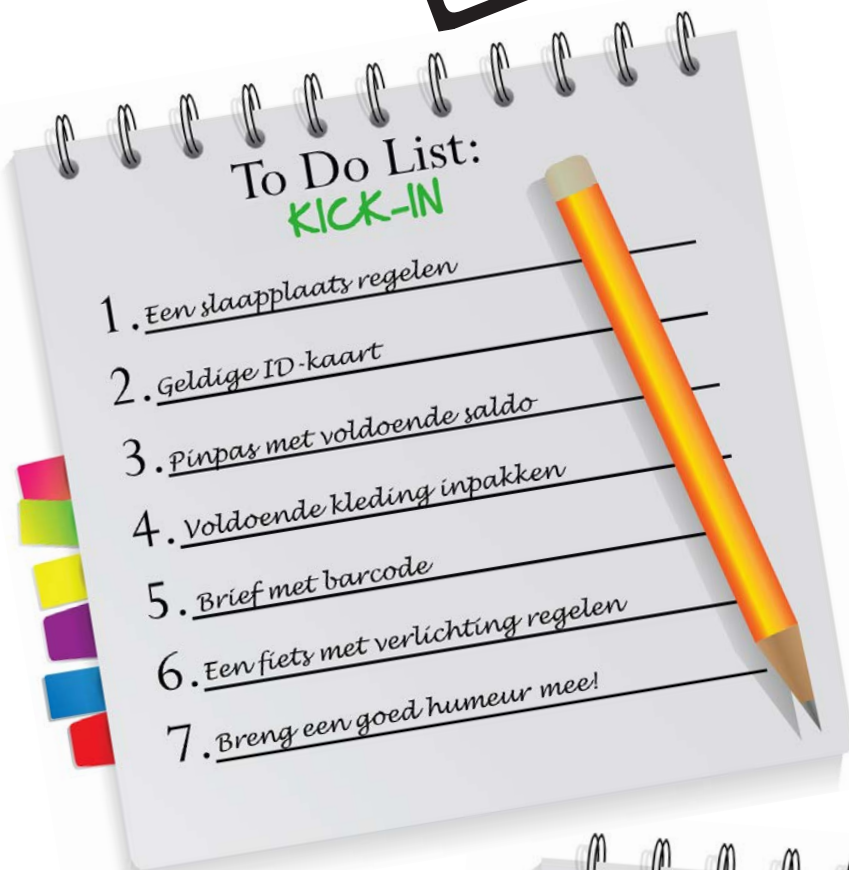 To Do List:
KICK-IN
1. Een slaapplaats regelen
2. Geldige ID-kaart
3. Pinpas met voldoende saldo
4. Voldoende kleding inpakken
5. Brief met barcode
6. Een fiets met verlichting regelen
7. Breng een goed humeur mee!